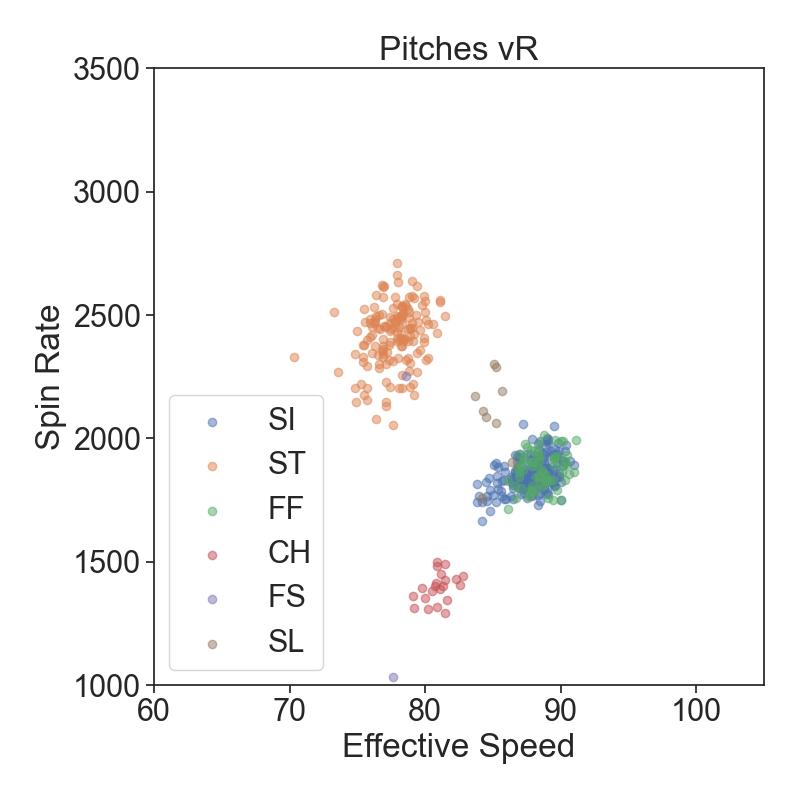 Pitches vR
3500
3000
2500
2000
1500
1000
Spin Rate
SI
ST
FF
CH
FS
SL
60 70 80 90 100
Effective Speed